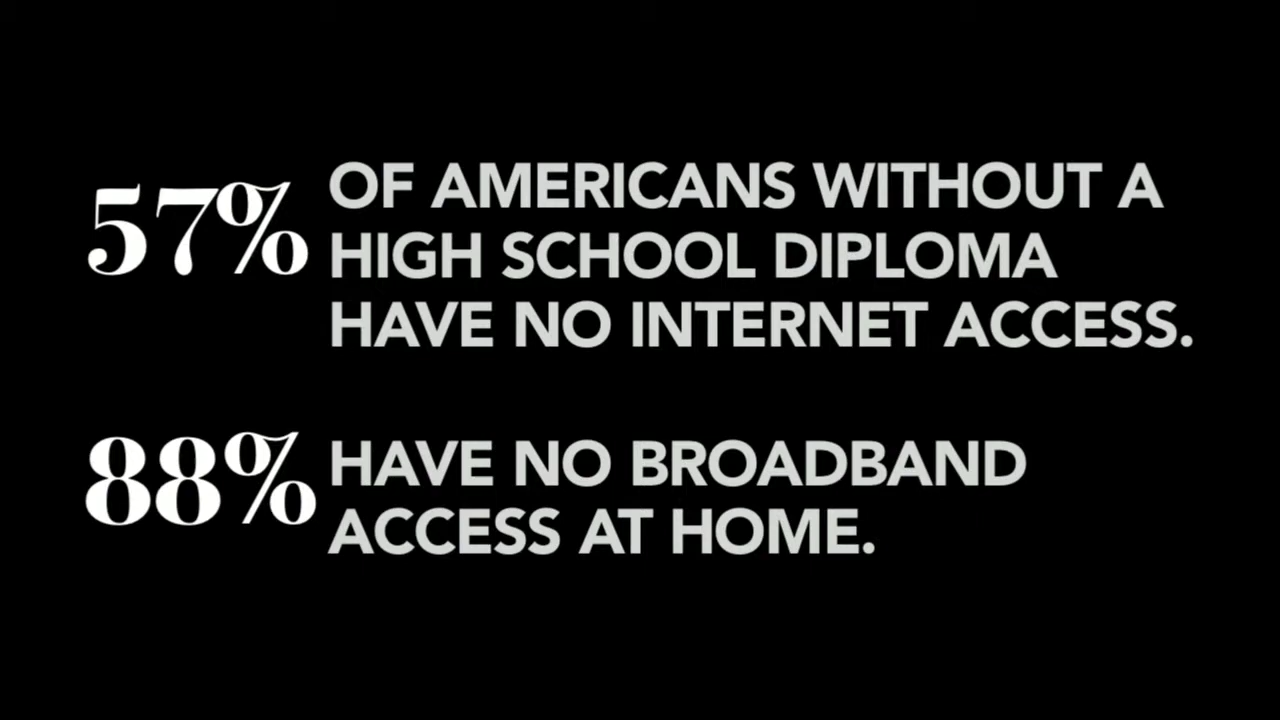 57% OF AMERICANS WITHOUT A
HIGH SCHOOL DIPLOMA
HAVE NO INTERNET ACCESS.
88% HAVE NO BROADBAND
ACCESS AT HOME.